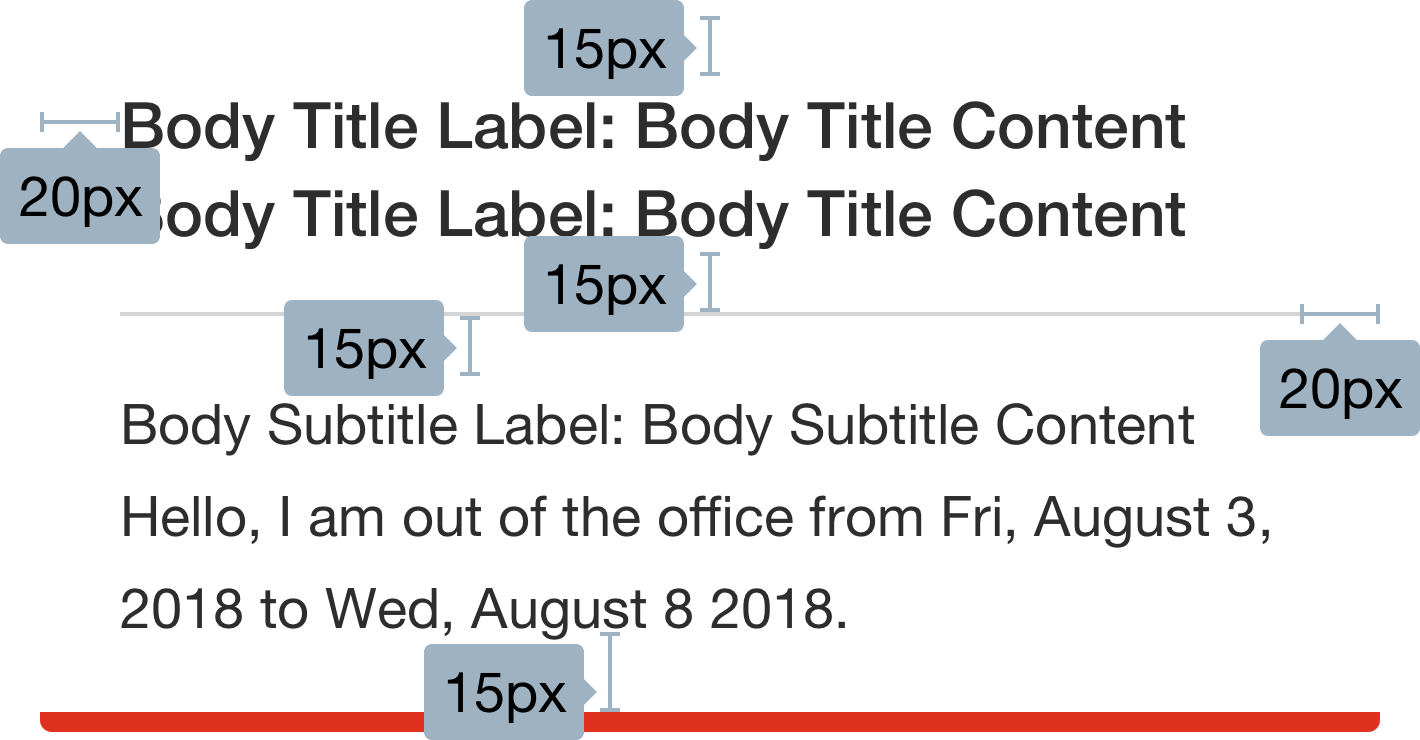 15px
Body Title Label: Body Title Content
20px
ody Title Label: Body Title Content
15px
15px
20px
Body Subtitle Label: Body Subtitle Content
Hello, I am out of the office from Fri, August 3,
2018 to Wed, August 8 2018.
15px